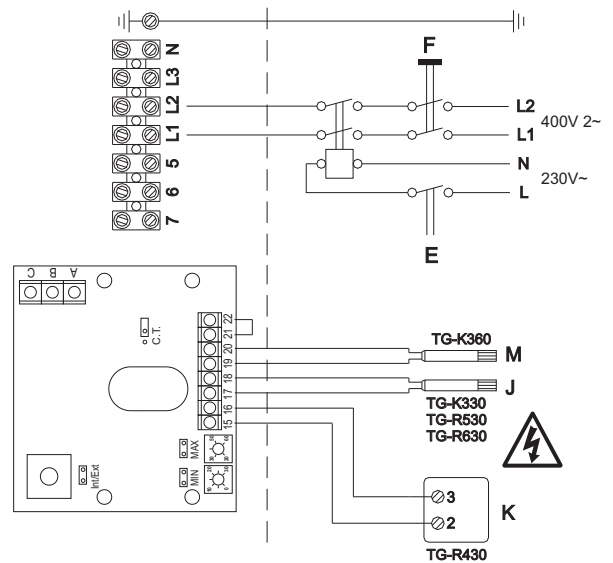 N
L3
L2
L1
5
6
7
F
L2
L1
400V 2~
N
L
230V~
E
C B A
C.T.
22
21
20
19
18
17
16
15
MAX
MIN
Int/Ext
TG-K360
M
J
TG-K330
TG-R530
TG-R630
3
2
K
TG-R430